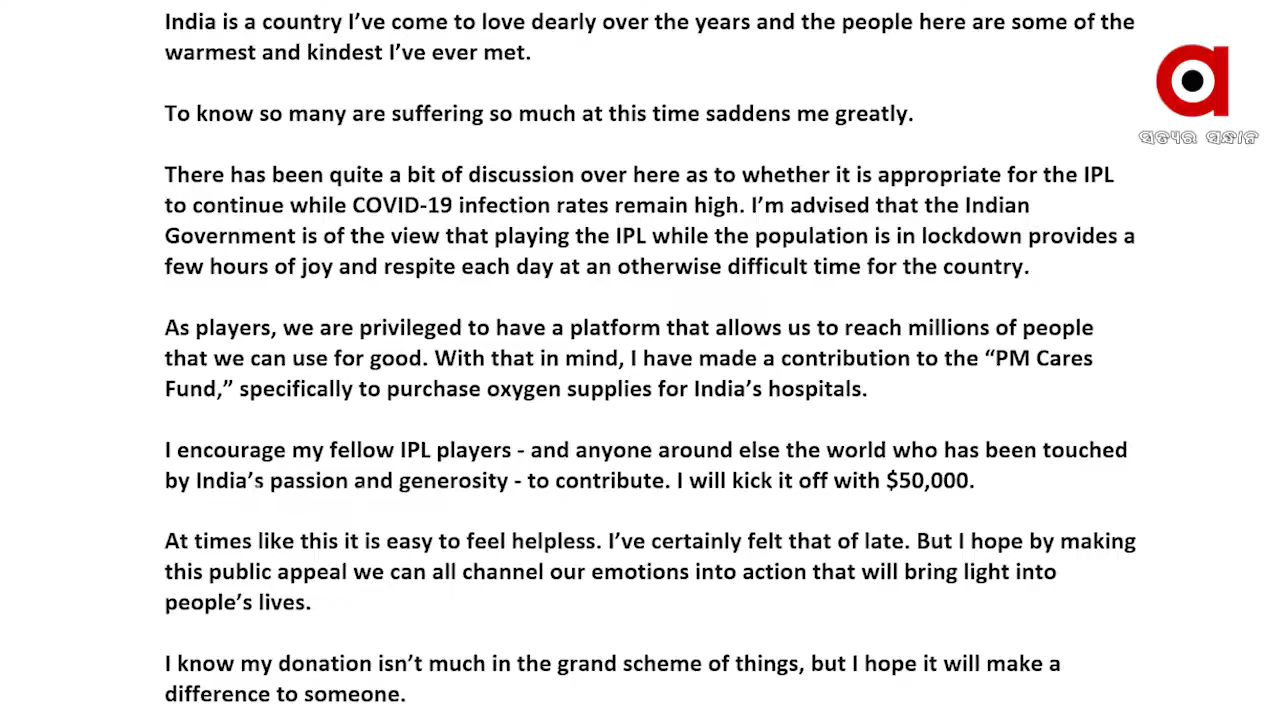 India is a country I’ve come to love dearly over the years and the people here are some of the
warmest and kindest I’ve ever met.
To know so many are suffering so much at this time saddens me greatly.
There has been quite a bit of discussion over here as to whether it is appropriate for the IPL
to continue while COVID-19 infection rates remain high. I’m advised that the Indian
Government is of the view that playing the IPL while the population is in lockdown provides a
few hours of joy and respite each day at an otherwise difficult time for the country.
As players, we are privileged to have a platform that allows us to reach millions of people
that we can use for good. With that in mind, I have made a contribution to the “PM Cares
Fund,” specifically to purchase oxygen supplies for India’s hospitals.
I encourage my fellow IPL players - and anyone around else the world who has been touched
by India’s passion and generosity - to contribute. I will kick it off with $50,000.
At times like this it is easy to feel helpless. I’ve certainly felt that of late. But I hope by making
this public appeal we can all channel our emotions into action that will bring light into
people’s lives.
I know my donation isn’t much in the grand scheme of things, but I hope it will make a
difference to someone.
ସତ୍ୟର ସନ୍ଧାନ